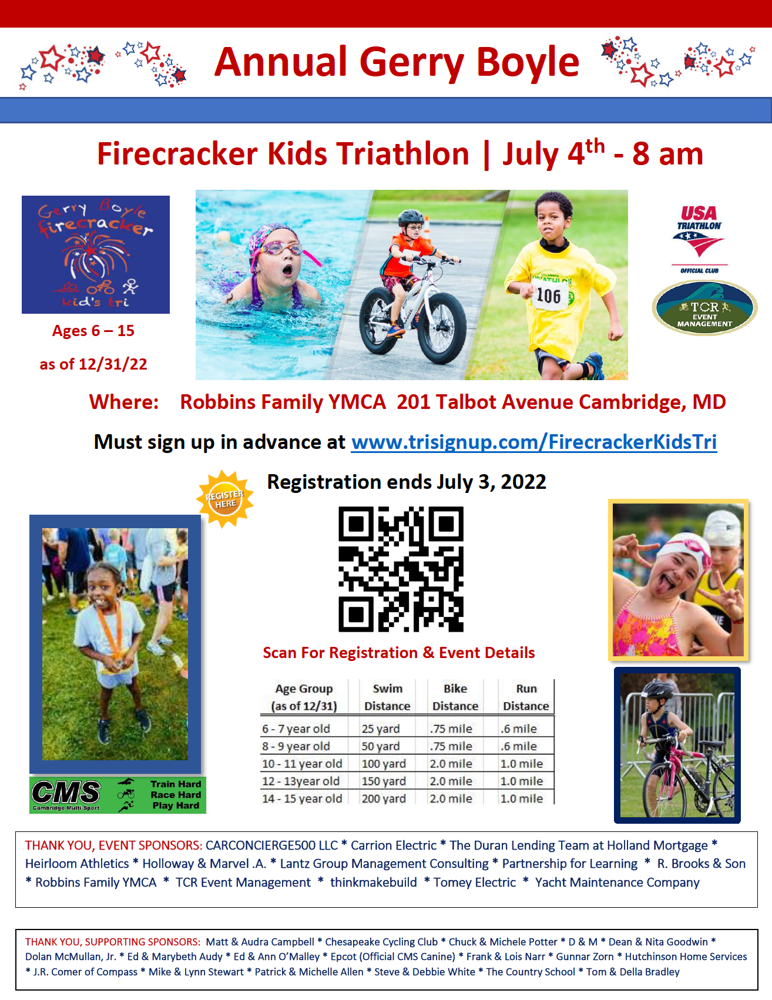 Annual Gerry Boyle
Firecracker Kids Triathlon | July 4th - 8 am
Gerry Boyle
firecracker
kid's tri
USA
TRIATHLON
OFFICIAL CLUB
TCR
EVENT
MANAGEMENT
106
Ages 6 – 15
as of 12/31/22
Where: Robbins Family YMCA 201 Talbot Avenue Cambridge, MD
Must sign up in advance at www.trisignup.com/FirecrackerKidsTri
Registration ends July 3, 2022
REGISTER
HERE
Scan For Registration & Event Details
Age Group (as of 12/31) Swim Distance Bike Distance Run Distance
6 - 7 year old 25 yard .75 mile .6 mile
8 - 9 year old 50 yard .75 mile .6 mile
10 - 11 year old 100 yard 2.0 mile 1.0 mile
12 - 13year old 150 yard 2.0 mile 1.0 mile
14 - 15 year old 200 yard 2.0 mile 1.0 mile
CMS
Cambridge Multi-Sport
Train Hard
Race Hard
Play Hard
THANK YOU, EVENT SPONSORS: CARCONCIERGE500 LLC * Carrion Electric * The Duran Lending Team at Holland Mortgage *
Heirloom Athletics * Holloway & Marvel .A. * Lantz Group Management Consulting * Partnership for Learning * R. Brooks & Son
* Robbins Family YMCA * TCR Event Management * thinkmakebuild * Tomey Electric * Yacht Maintenance Company
THANK YOU, SUPPORTING SPONSORS: Matt & Audra Campbell * Chesapeake Cycling Club * Chuck & Michele Potter * D & M * Dean & Nita Goodwin *
Dolan McMullan, Jr. * Ed & Marybeth Audy * Ed & Ann O’Malley * Epcot (Official CMS Canine) * Frank & Lois Narr * Gunnar Zorn * Hutchinson Home Services
* J.R. Comer of Compass * Mike & Lynn Stewart * Patrick & Michelle Allen * Steve & Debbie White * The Country School * Tom & Della Bradley